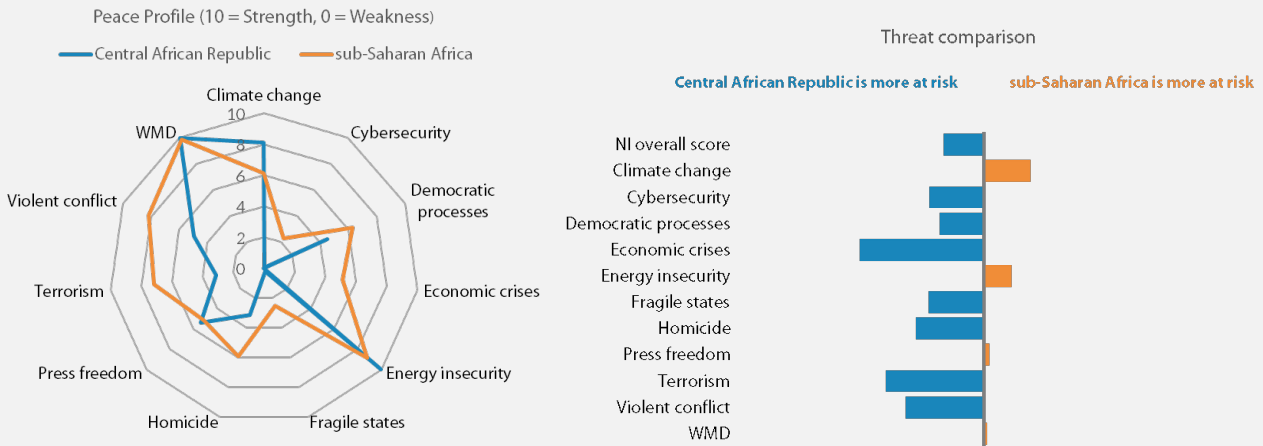 Peace Profile (10 = Strength, 0 = Weakness)
Central African Republic
sub-Saharan Africa
Climate change
Cybersecurity
Democratic
processes
Economic crises
Energy insecurity
Fragile states
Homicide
Press freedom
Terrorism
Violent conflict
WMD
10
8
6
4
2
0
Threat comparison
Central African Republic is more at risk
sub-Saharan Africa is more at risk
NI overall score
Climate change
Cybersecurity
Democratic processes
Economic crises
Energy insecurity
Fragile states
Homicide
Press freedom
Terrorism
Violent conflict
WMD